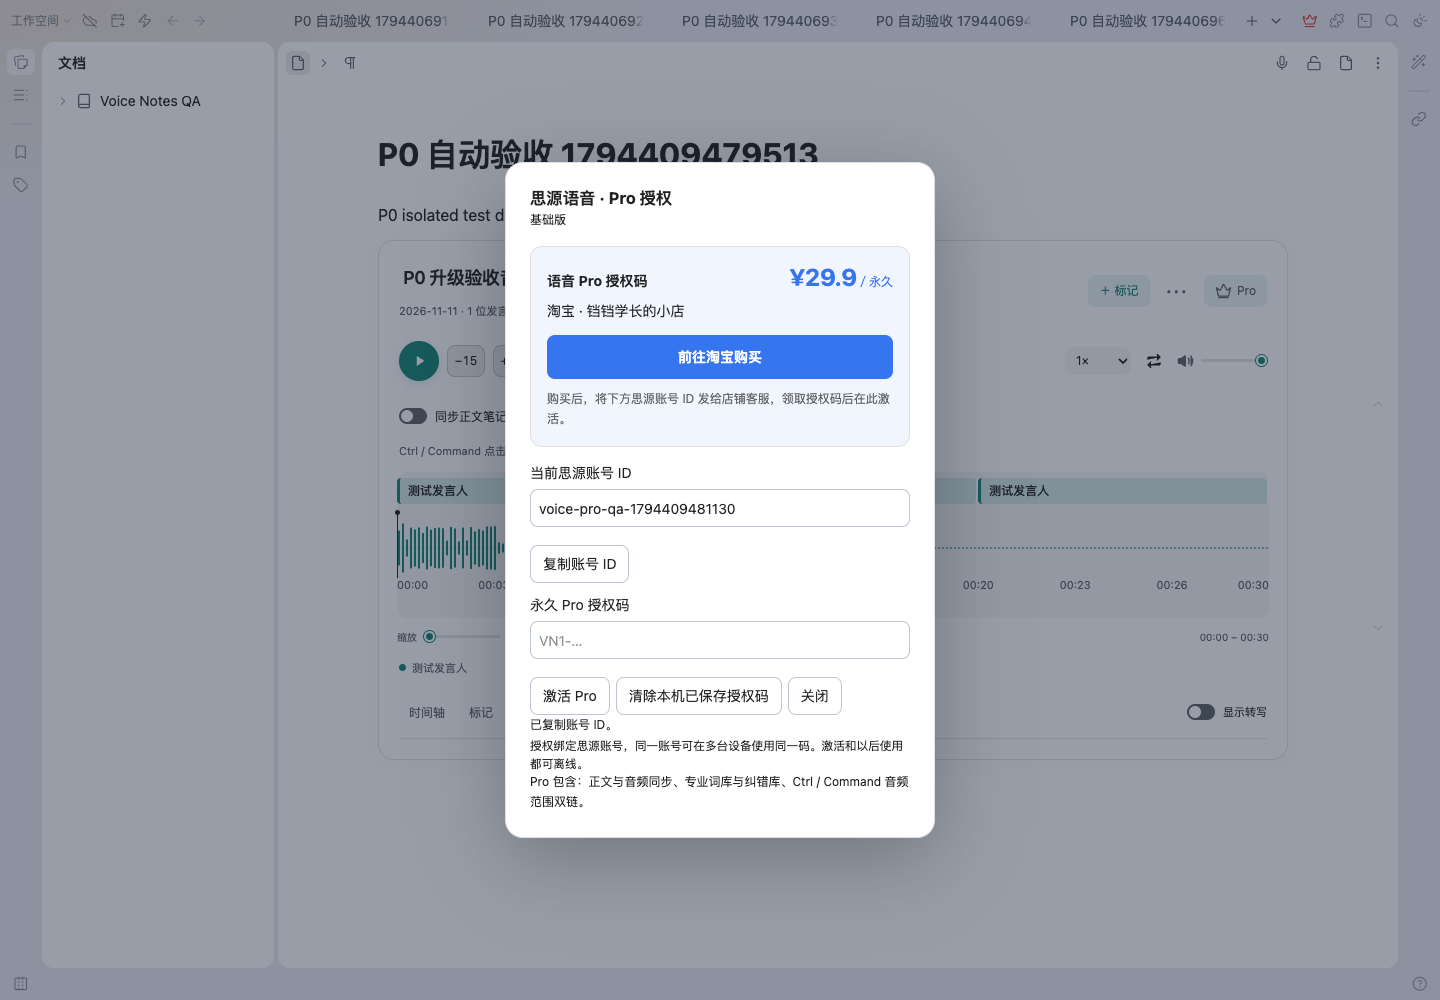 工作空间
P0 自动验收 179440691
P0 自动验收 179440692
P0 自动验收 179440693
P0 自动验收 179440694
P0 自动验收 179440696
文档
Voice Notes QA
P0 自动验收 1794409479513
P0 isolated test d
P0 升级验收音
2026-11-11 · 1 位发言
+ 标记
Pro
−15
1×
同步正文笔记
Ctrl / Command 点击
测试发言人
测试发言人
00:00
00:03
00:20
00:23
00:26
00:30
缩放
00:00 – 00:30
测试发言人
时间轴
标记
显示转写
思源语音 · Pro 授权
基础版
语音 Pro 授权码
¥29.9 / 永久
淘宝 · 铛铛学长的小店
前往淘宝购买
购买后，将下方思源账号 ID 发给店铺客服，领取授权码后在此激
活。
当前思源账号 ID
voice-pro-qa-1794409481130
复制账号 ID
永久 Pro 授权码
VN1-...
激活 Pro
清除本机已保存授权码
关闭
已复制账号 ID。
授权绑定思源账号，同一账号可在多台设备使用同一码。激活和以后使用
都可离线。
Pro 包含：正文与音频同步、专业词库与纠错库、Ctrl / Command 音频
范围双链。